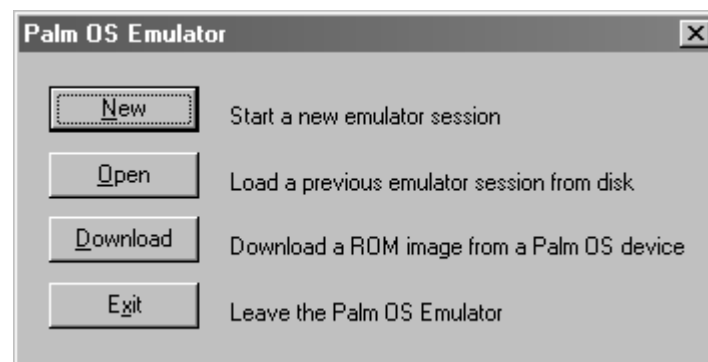 Palm OS Emulator
New Start a new emulator session
Open Load a previous emulator session from disk
Download Download a ROM image from a Palm OS device
Exit Leave the Palm OS Emulator